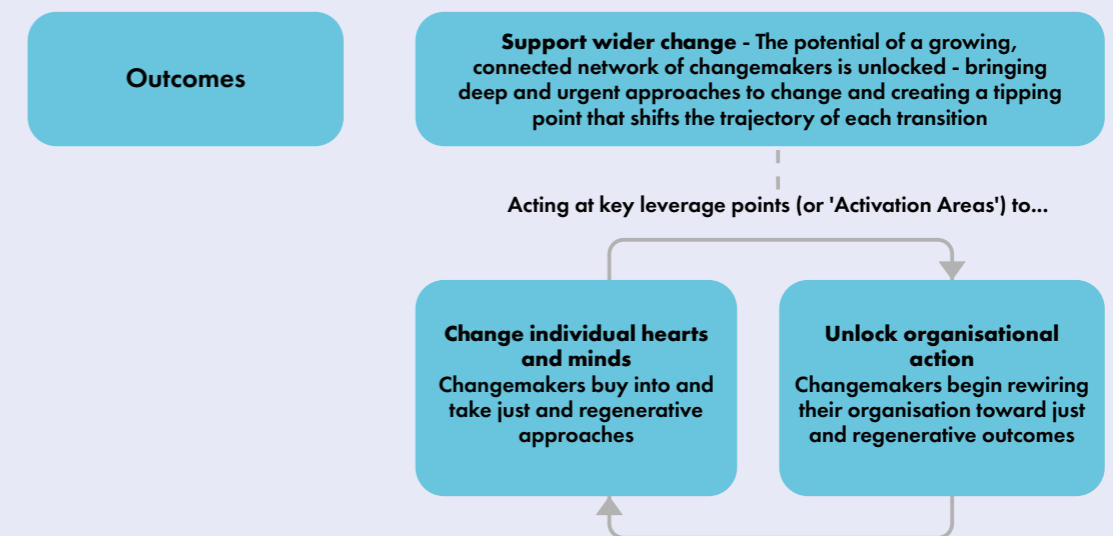 Outcomes
Support wider change - The potential of a growing,
connected network of changemakers is unlocked - bringing
deep and urgent approaches to change and creating a tipping
point that shifts the trajectory of each transition
Acting at key leverage points (or 'Activation Areas') to...
Change individual hearts
and minds
Changemakers buy into and
take just and regenerative
approaches
Unlock organisational
action
Changemakers begin rewiring
their organisation toward just
and regenerative outcomes